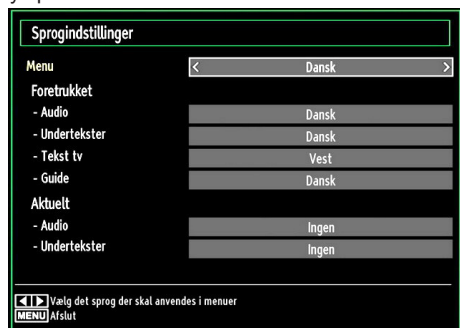 Sprogindstillinger
Menu < Dansk >
Foretrukket
- Audio Dansk
- Undertekster Dansk
- Tekst tv Vest
- Guide Dansk
Aktuelt
- Audio Ingen
- Undertekster Ingen
Vælg det sprog der skal anvendes i menuer
MENU Afslut